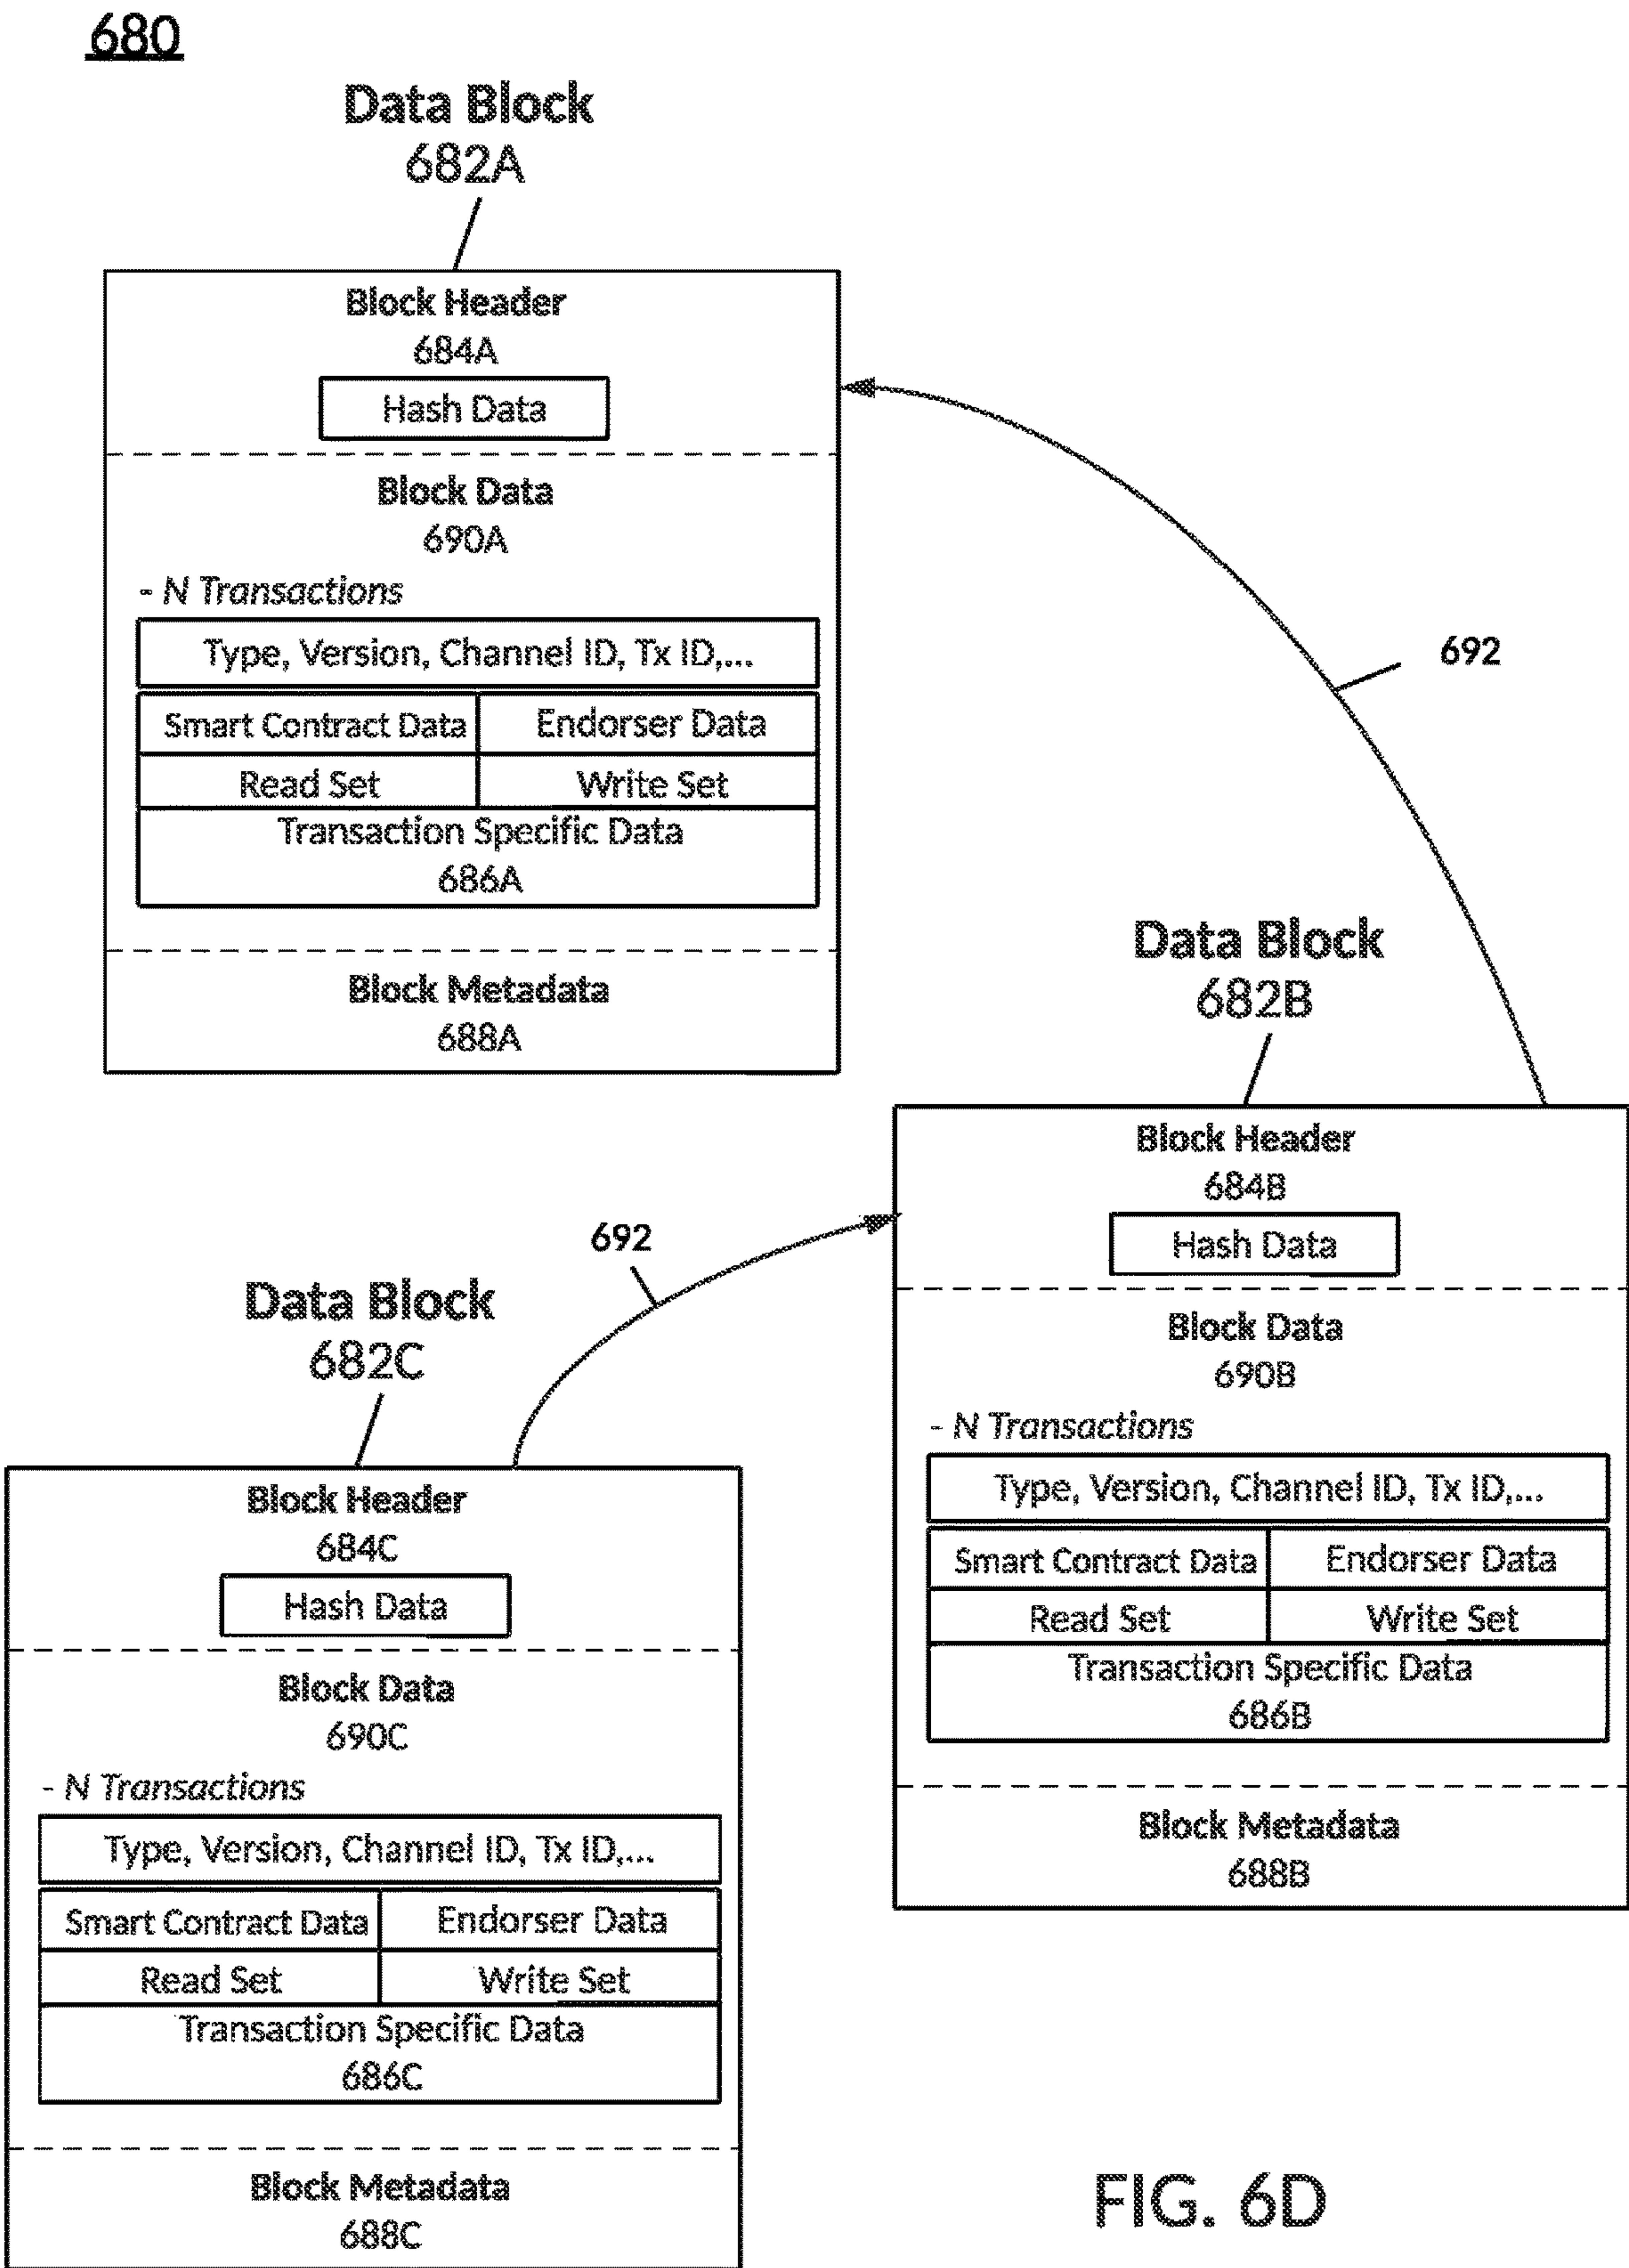 680
Data Block
682A
Block Header
684A
Hash Data
Block Data
690A
- N Transactions
Type, Version, Channel ID, Tx ID,...
Smart Contract Data
Endorser Data
Read Set
Write Set
Transaction Specific Data
686A
Block Metadata
688A
692
Data Block
682B
Block Header
684B
Hash Data
Block Data
690B
- N Transactions
Type, Version, Channel ID, Tx ID,...
Smart Contract Data
Endorser Data
Read Set
Write Set
Transaction Specific Data
686B
Block Metadata
688B
692
Data Block
682C
Block Header
684C
Hash Data
Block Data
690C
- N Transactions
Type, Version, Channel ID, Tx ID,...
Smart Contract Data
Endorser Data
Read Set
Write Set
Transaction Specific Data
686C
Block Metadata
688C
FIG. 6D